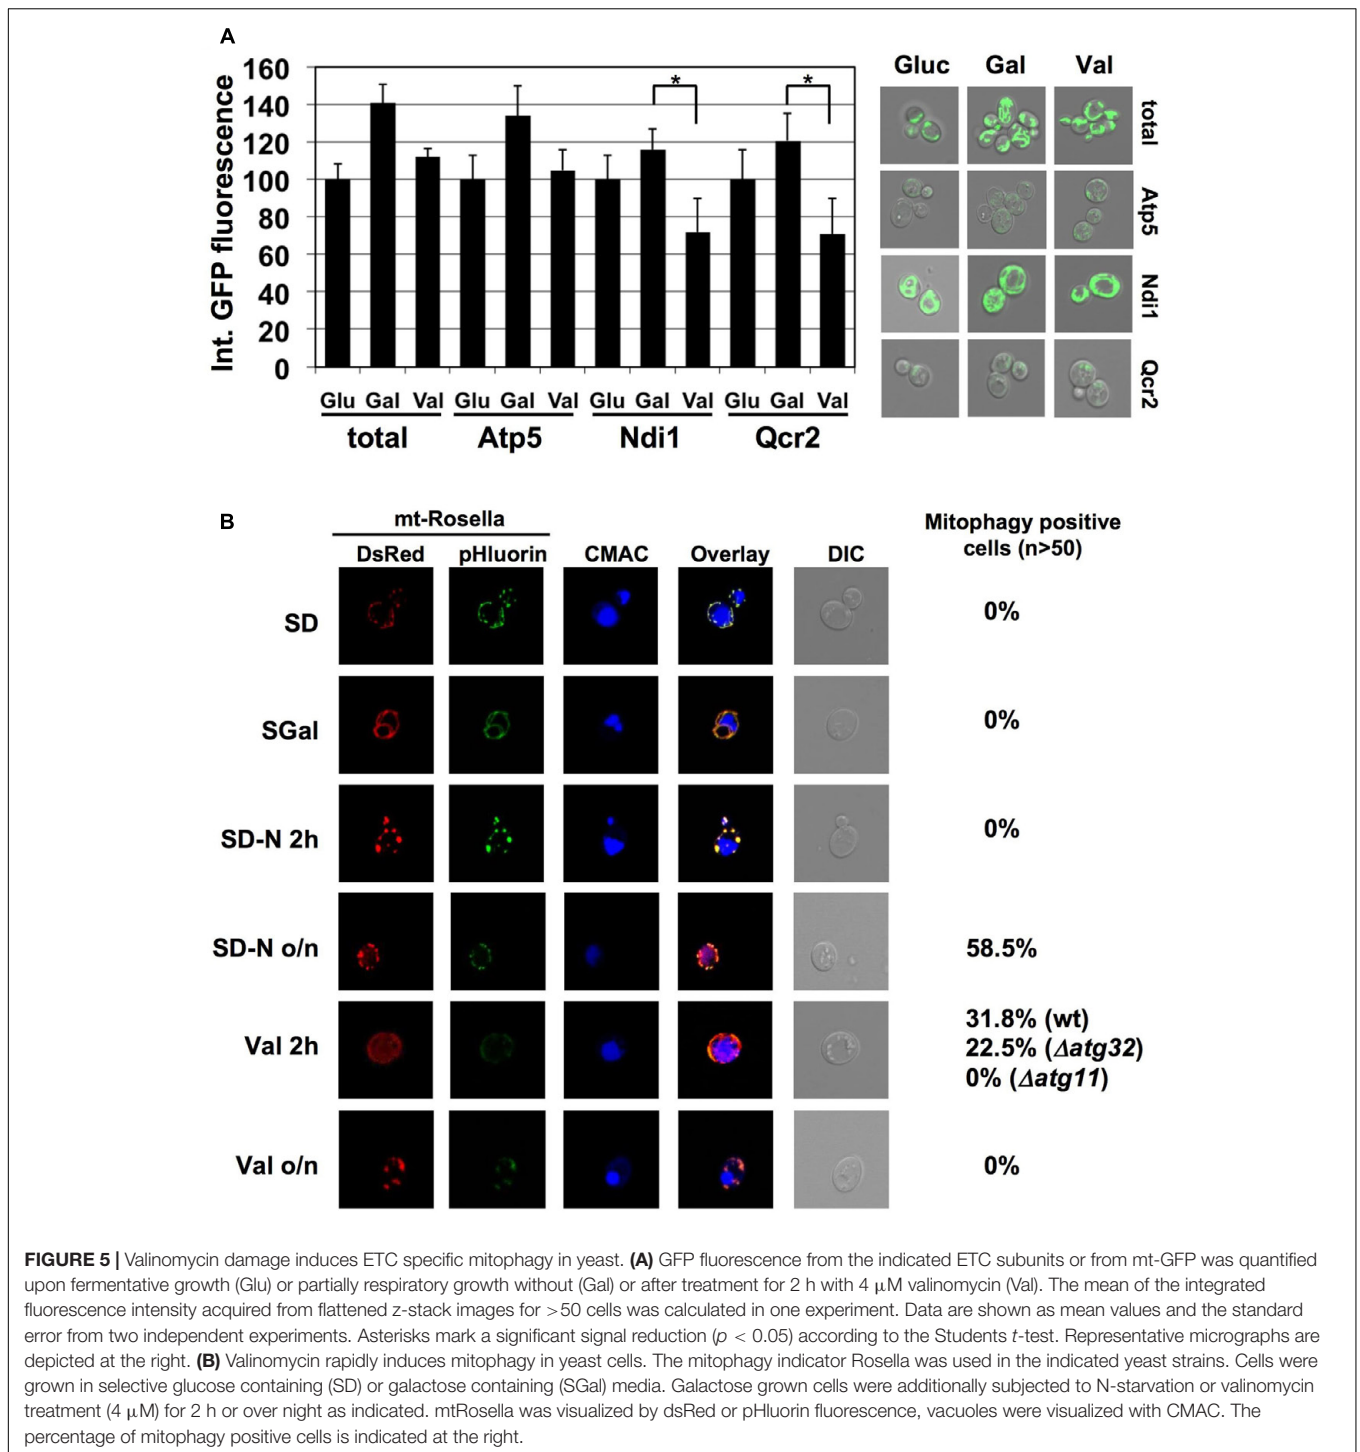 A
160
140
120
100
80
60
40
20
0
Int. GFP fluorescence
* *
Glu Gal Val Glu Gal Val Glu Gal Val Glu Gal Val
total Atp5 Ndi1 Qcr2
Gluc Gal Val
total
Atp5
Ndi1
Qcr2
B
mt-Rosella
DsRed pHluorin CMAC Overlay DIC
Mitophagy positive
cells (n>50)
SD 0%
SGal 0%
SD-N 2h 0%
SD-N o/n 58.5%
Val 2h
31.8% (wt)
22.5% (Δatg32)
0% (Δatg11)
Val o/n 0%
FIGURE 5 | Valinomycin damage induces ETC specific mitophagy in yeast. (A) GFP fluorescence from the indicated ETC subunits or from mt-GFP was quantified
upon fermentative growth (Glu) or partially respiratory growth without (Gal) or after treatment for 2 h with 4 μM valinomycin (Val). The mean of the integrated
fluorescence intensity acquired from flattened z-stack images for >50 cells was calculated in one experiment. Data are shown as mean values and the standard
error from two independent experiments. Asterisks mark a significant signal reduction (p < 0.05) according to the Students t-test. Representative micrographs are
depicted at the right. (B) Valinomycin rapidly induces mitophagy in yeast cells. The mitophagy indicator Rosella was used in the indicated yeast strains. Cells were
grown in selective glucose containing (SD) or galactose containing (SGal) media. Galactose grown cells were additionally subjected to N-starvation or valinomycin
treatment (4 μM) for 2 h or over night as indicated. mtRosella was visualized by dsRed or pHluorin fluorescence, vacuoles were visualized with CMAC. The
percentage of mitophagy positive cells is indicated at the right.